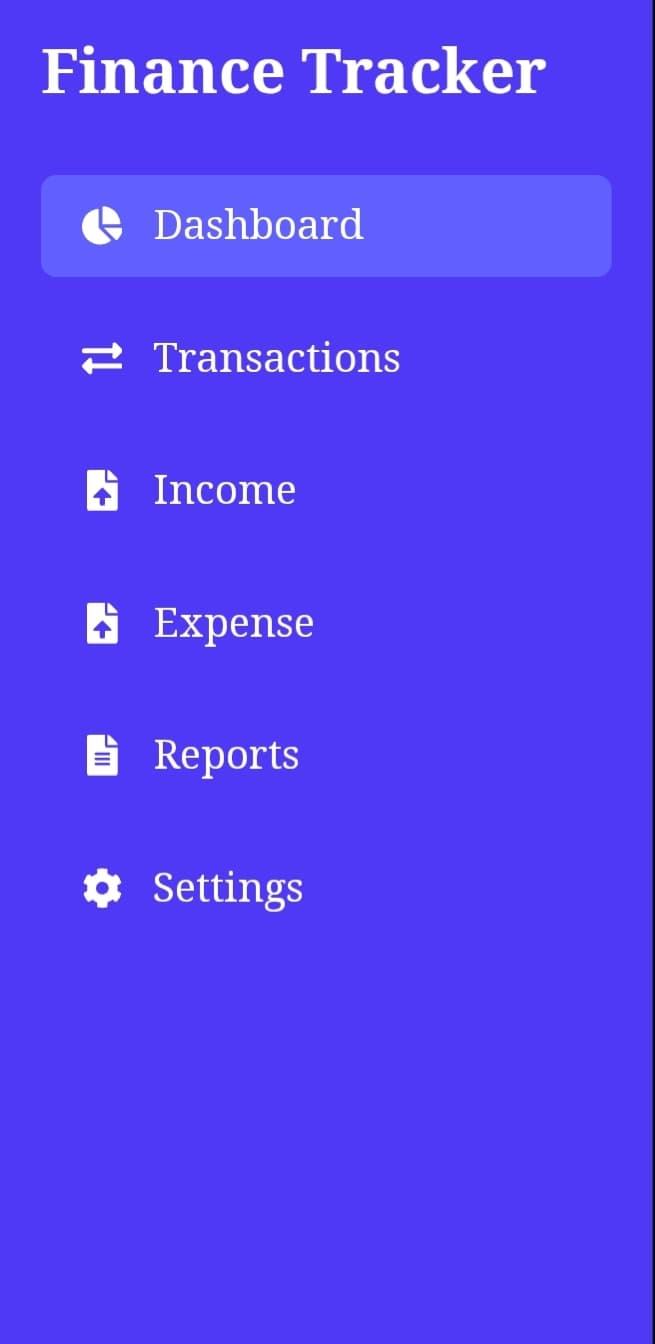 Finance Tracker
Dashboard
Transactions
Income
Expense
Reports
Settings